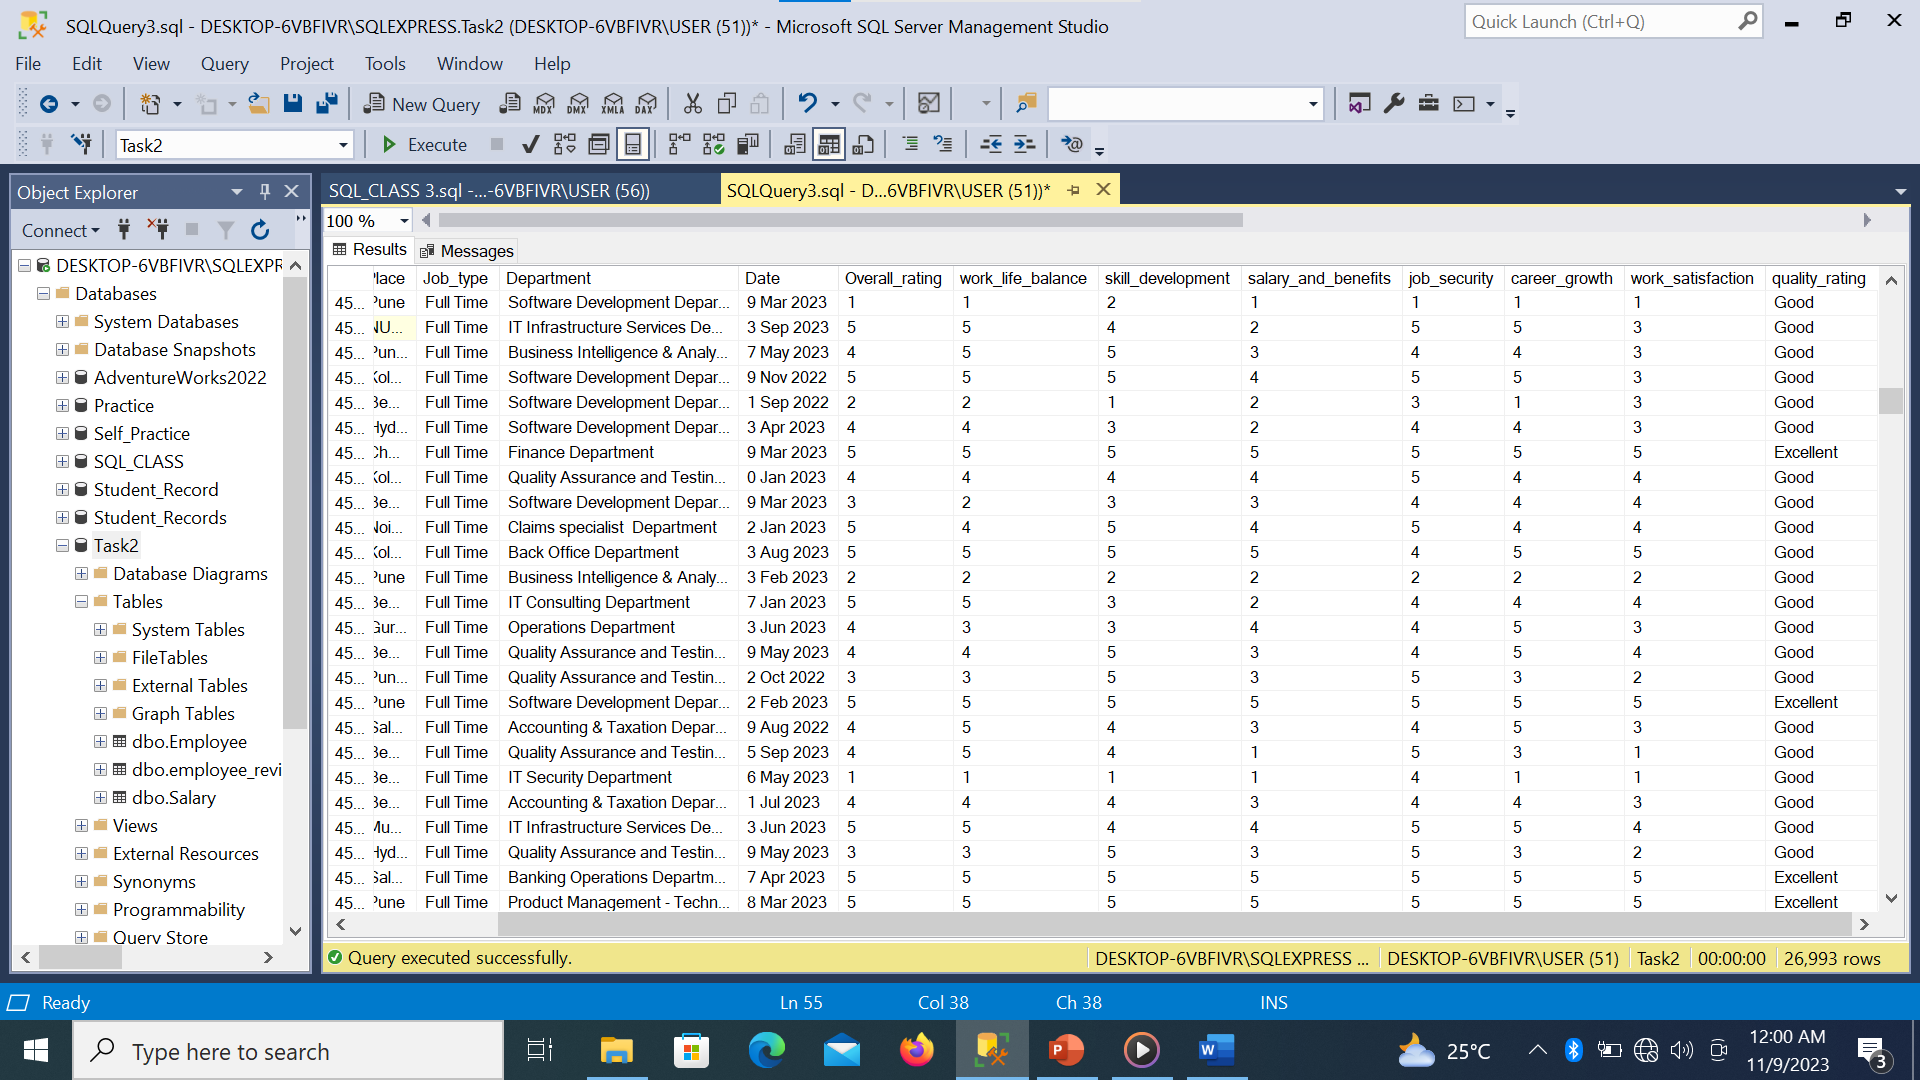 SQLQuery3.sql - DESKTOP-6VBFIVR\SQLEXPRESS.Task2 (DESKTOP-6VBFIVR\USER (51))* - Microsoft SQL Server Management Studio
Quick Launch (Ctrl+Q)
File Edit View Query Project Tools Window Help
New Query MDX DMX XMLA DAX
Task2 Execute
Object Explorer
SQL_CLASS 3.sql -...-6VBFIVR\USER (56))
SQLQuery3.sql - D...6VBFIVR\USER (51))*
Connect
100 %
Results Messages
DESKTOP-6VBFIVR\SQLEXPR
Databases
System Databases
Database Snapshots
AdventureWorks2022
Practice
Self_Practice
SQL_CLASS
Student_Record
Student_Records
Task2
Database Diagrams
Tables
System Tables
FileTables
External Tables
Graph Tables
dbo.Employee
dbo.employee_revi
dbo.Salary
Views
External Resources
Synonyms
Programmability
Query Store
Place Job_type Department Date Overall_rating work_life_balance skill_development salary_and_benefits job_security career_growth work_satisfaction quality_rating
45... Pune Full Time Software Development Depar... 9 Mar 2023 1 1 2 1 1 1 1 Good
45... NU... Full Time IT Infrastructure Services De... 3 Sep 2023 5 5 4 2 5 5 3 Good
45... Pun... Full Time Business Intelligence & Analy... 7 May 2023 4 5 5 3 4 4 3 Good
45... Kol... Full Time Software Development Depar... 9 Nov 2022 5 5 5 4 5 5 3 Good
45... Be... Full Time Software Development Depar... 1 Sep 2022 2 2 1 2 3 1 3 Good
45... Hyd... Full Time Software Development Depar... 3 Apr 2023 4 4 3 2 4 4 3 Good
45... Ch... Full Time Finance Department 9 Mar 2023 5 5 5 5 5 5 5 Excellent
45... Kol... Full Time Quality Assurance and Testin... 0 Jan 2023 4 4 4 4 5 4 4 Good
45... Be... Full Time Software Development Depar... 9 Mar 2023 3 2 3 3 4 4 4 Good
45... Noi... Full Time Claims specialist  Department 2 Jan 2023 5 4 5 4 5 4 4 Good
45... Kol... Full Time Back Office Department 3 Aug 2023 5 5 5 5 4 5 5 Good
45... Pune Full Time Business Intelligence & Analy... 3 Feb 2023 2 2 2 2 2 2 2 Good
45... Be... Full Time IT Consulting Department 7 Jan 2023 5 5 3 2 4 4 4 Good
45... Gur... Full Time Operations Department 3 Jun 2023 4 3 3 4 4 5 3 Good
45... Be... Full Time Quality Assurance and Testin... 9 May 2023 4 4 5 3 4 5 4 Good
45... Pun... Full Time Quality Assurance and Testin... 2 Oct 2022 3 3 5 3 5 3 2 Good
45... Pune Full Time Software Development Depar... 2 Feb 2023 5 5 5 5 5 5 5 Excellent
45... Sal... Full Time Accounting & Taxation Depar... 9 Aug 2022 4 5 4 3 4 5 3 Good
45... Be... Full Time Quality Assurance and Testin... 5 Sep 2023 4 5 4 1 5 3 1 Good
45... Be... Full Time IT Security Department 6 May 2023 1 1 1 1 4 1 1 Good
45... Be... Full Time Accounting & Taxation Depar... 1 Jul 2023 4 4 4 3 4 4 3 Good
45... Mu... Full Time IT Infrastructure Services De... 3 Jun 2023 5 5 4 4 5 5 4 Good
45... Hyd... Full Time Quality Assurance and Testin... 9 May 2023 3 3 5 3 5 3 2 Good
45... Sal... Full Time Banking Operations Departm... 7 Apr 2023 5 5 5 5 5 5 5 Excellent
45... Pune Full Time Product Management - Techn... 8 Mar 2023 5 5 5 5 5 5 5 Excellent
Query executed successfully. DESKTOP-6VBFIVR\SQLEXPRESS ... DESKTOP-6VBFIVR\USER (51) Task2 00:00:00 26,993 rows
Ready Ln 55 Col 38 Ch 38 INS
Type here to search
25°C
12:00 AM
11/9/2023
3